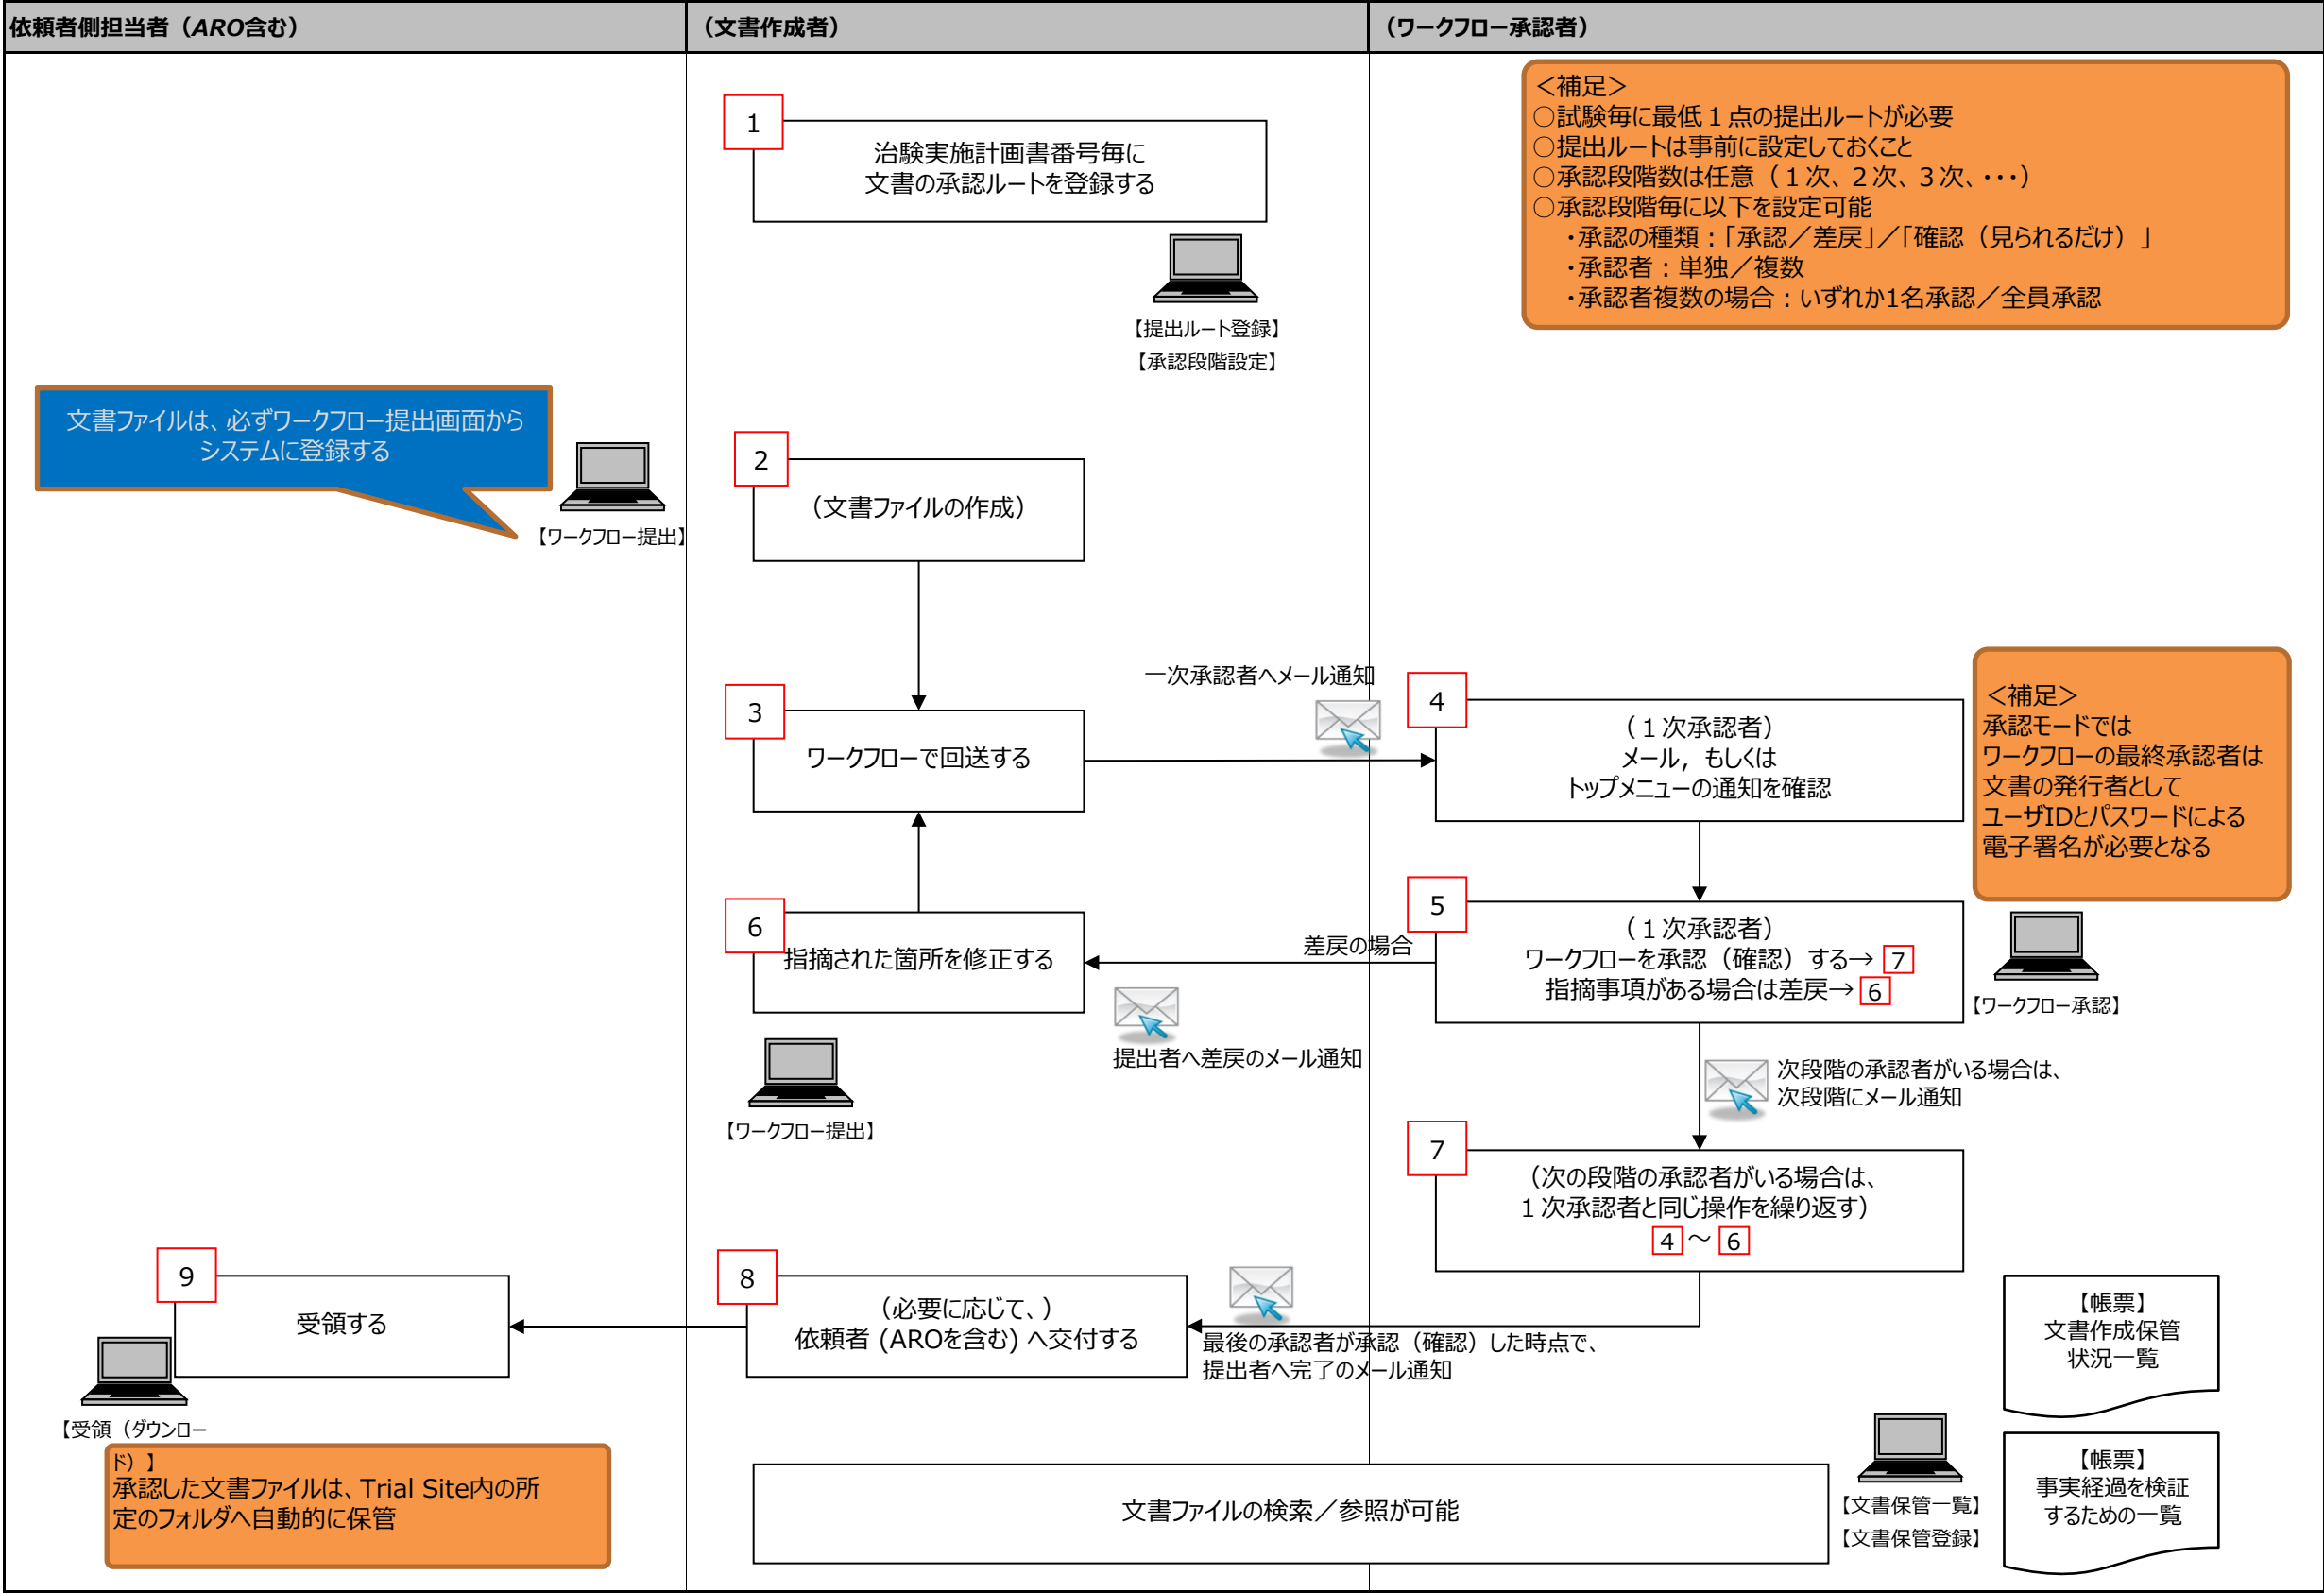 依頼者側担当者（ARO含む）
（文書作成者）
（ワークフロー承認者）
＜補足＞
○試験毎に最低１点の提出ルートが必要
○提出ルートは事前に設定しておくこと
○承認段階数は任意（１次、２次、３次、･･･）
○承認段階毎に以下を設定可能
・承認の種類：「承認／差戻」／「確認（見られるだけ）」
・承認者：単独／複数
・承認者複数の場合：いずれか1名承認／全員承認
1
治験実施計画書番号毎に
文書の承認ルートを登録する
【提出ルート登録】
【承認段階設定】
文書ファイルは、必ずワークフロー提出画面から
システムに登録する
【ワークフロー提出】
2
（文書ファイルの作成）
一次承認者へメール通知
3
ワークフローで回送する
4
（１次承認者）
メール，もしくは
トップメニューの通知を確認
＜補足＞
承認モードでは
ワークフローの最終承認者は
文書の発行者として
ユーザIDとパスワードによる
電子署名が必要となる
5
（１次承認者）
ワークフローを承認（確認）する→ 7
指摘事項がある場合は差戻→ 6
【ワークフロー承認】
差戻の場合
6
指摘された箇所を修正する
提出者へ差戻のメール通知
【ワークフロー提出】
次段階の承認者がいる場合は、
次段階にメール通知
7
（次の段階の承認者がいる場合は、
１次承認者と同じ操作を繰り返す）
4 ～ 6
最後の承認者が承認（確認）した時点で、
提出者へ完了のメール通知
8
（必要に応じて、）
依頼者 (AROを含む) へ交付する
9
受領する
【受領（ダウンロー
ド）】
承認した文書ファイルは、Trial Site内の所
定のフォルダへ自動的に保管
文書ファイルの検索／参照が可能
【文書保管一覧】
【文書保管登録】
【帳票】
文書作成保管
状況一覧
【帳票】
事実経過を検証
するための一覧